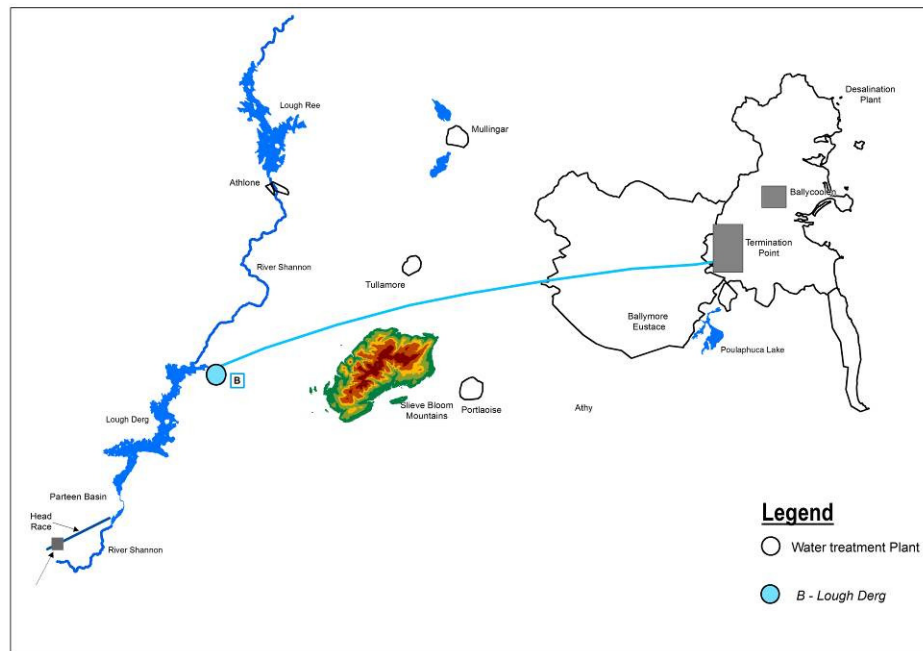 Lough Ree
Mullingar
Desalination
Plant
Athlone
Ballycoolen
River Shannon
Termination
Point
Tullamore
Ballymore
Eustace
Poulaphuca Lake
B
Slieve Bloom
Mountains
Portlaoise
Athy
Lough Derg
Parteen Basin
Head
Race
River Shannon
Legend
Water treatment Plant
B - Lough Derg